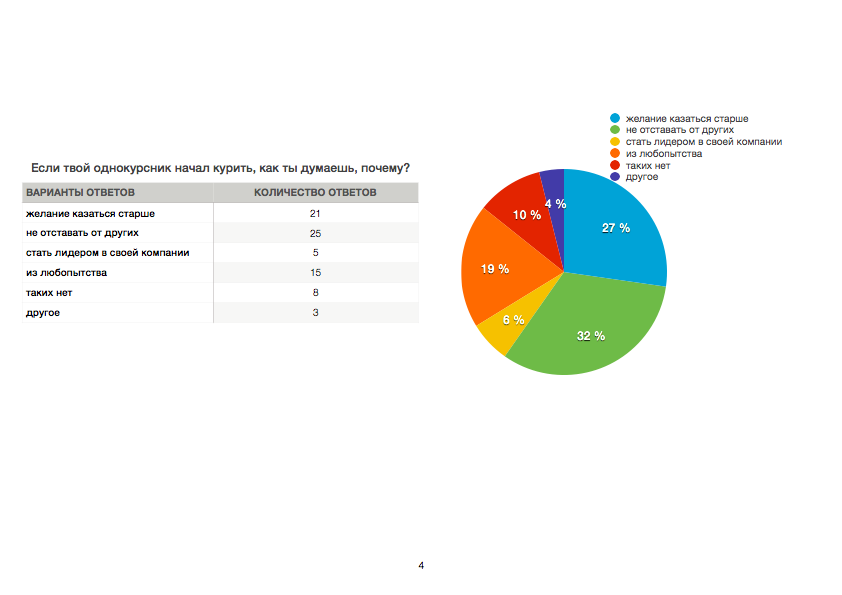 Если твой однокурсник начал курить, как ты думаешь, почему?
ВАРИАНТЫ ОТВЕТОВ КОЛИЧЕСТВО ОТВЕТОВ
желание казаться старше 21
не отставать от других 25
стать лидером в своей компании 5
из любопытства 15
таких нет 8
другое 3
желание казаться старше
не отставать от других
стать лидером в своей компании
из любопытства
таких нет
другое
4 %
10 %
27 %
19 %
6 %
32 %
4